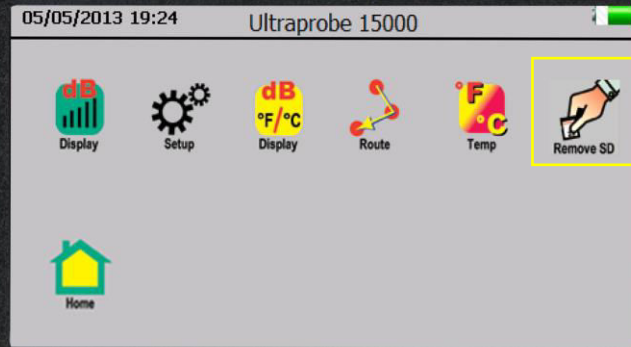 05/05/2013 19:24 Ultraprobe 15000
dB
dB
°F/°C
°F
°C
Display Setup Display Route Temp Remove SD
Home